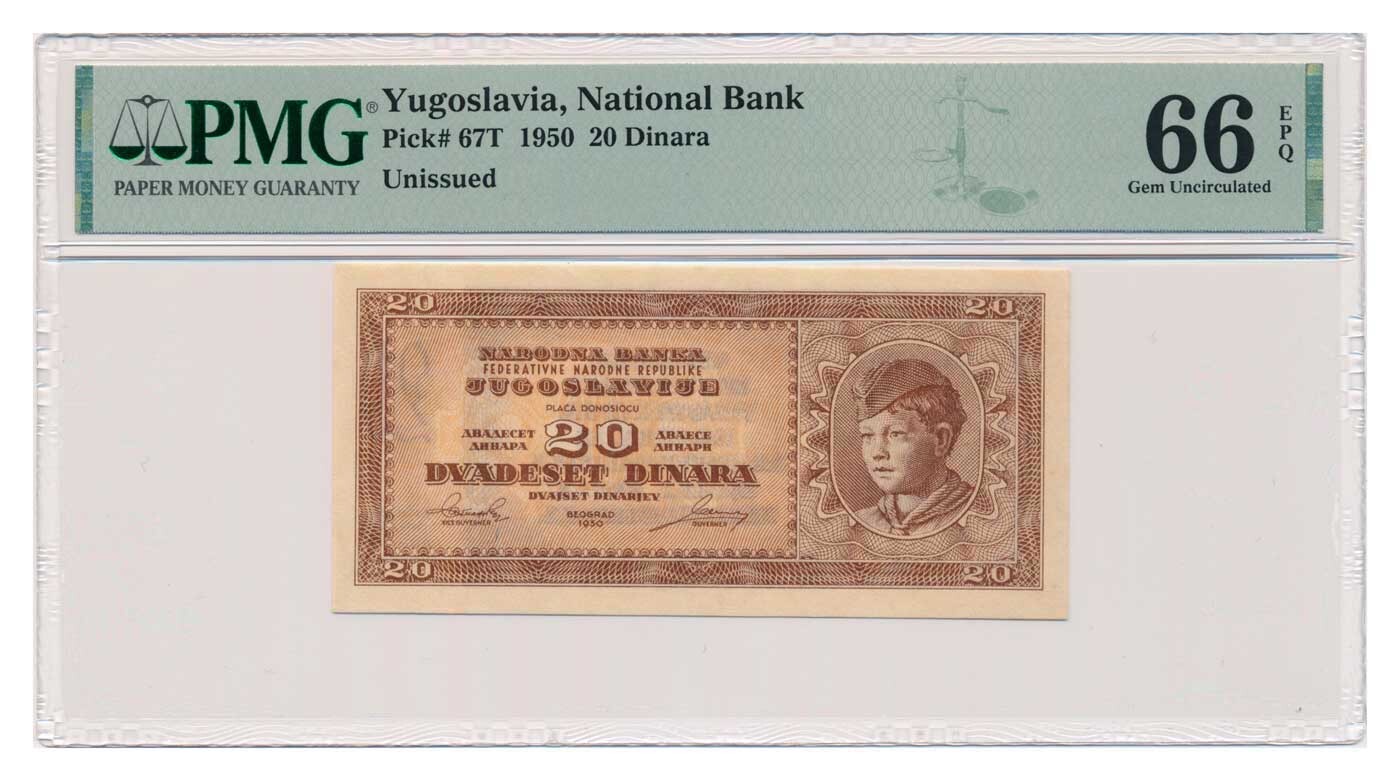 PMG®
PAPER MONEY GUARANTY
Yugoslavia, National Bank
Pick# 67T 1950 20 Dinara
Unissued
66 EPQ
Gem Uncirculated
20 20
NARODNA BANKA
FEDERATIVNE NARODNE REPUBLIKE
JUGOSLAVIJE
PLAĆA DONOSIOCU
ДВАДЕСЕТ ДИНАРА 20 ДВАЕСЕ ДИНАРИ
DVADESET DINARA
DVAJSET DINARJEV
VICEGUVERNER BEOGRAD 1950 GUVERNER
20 20